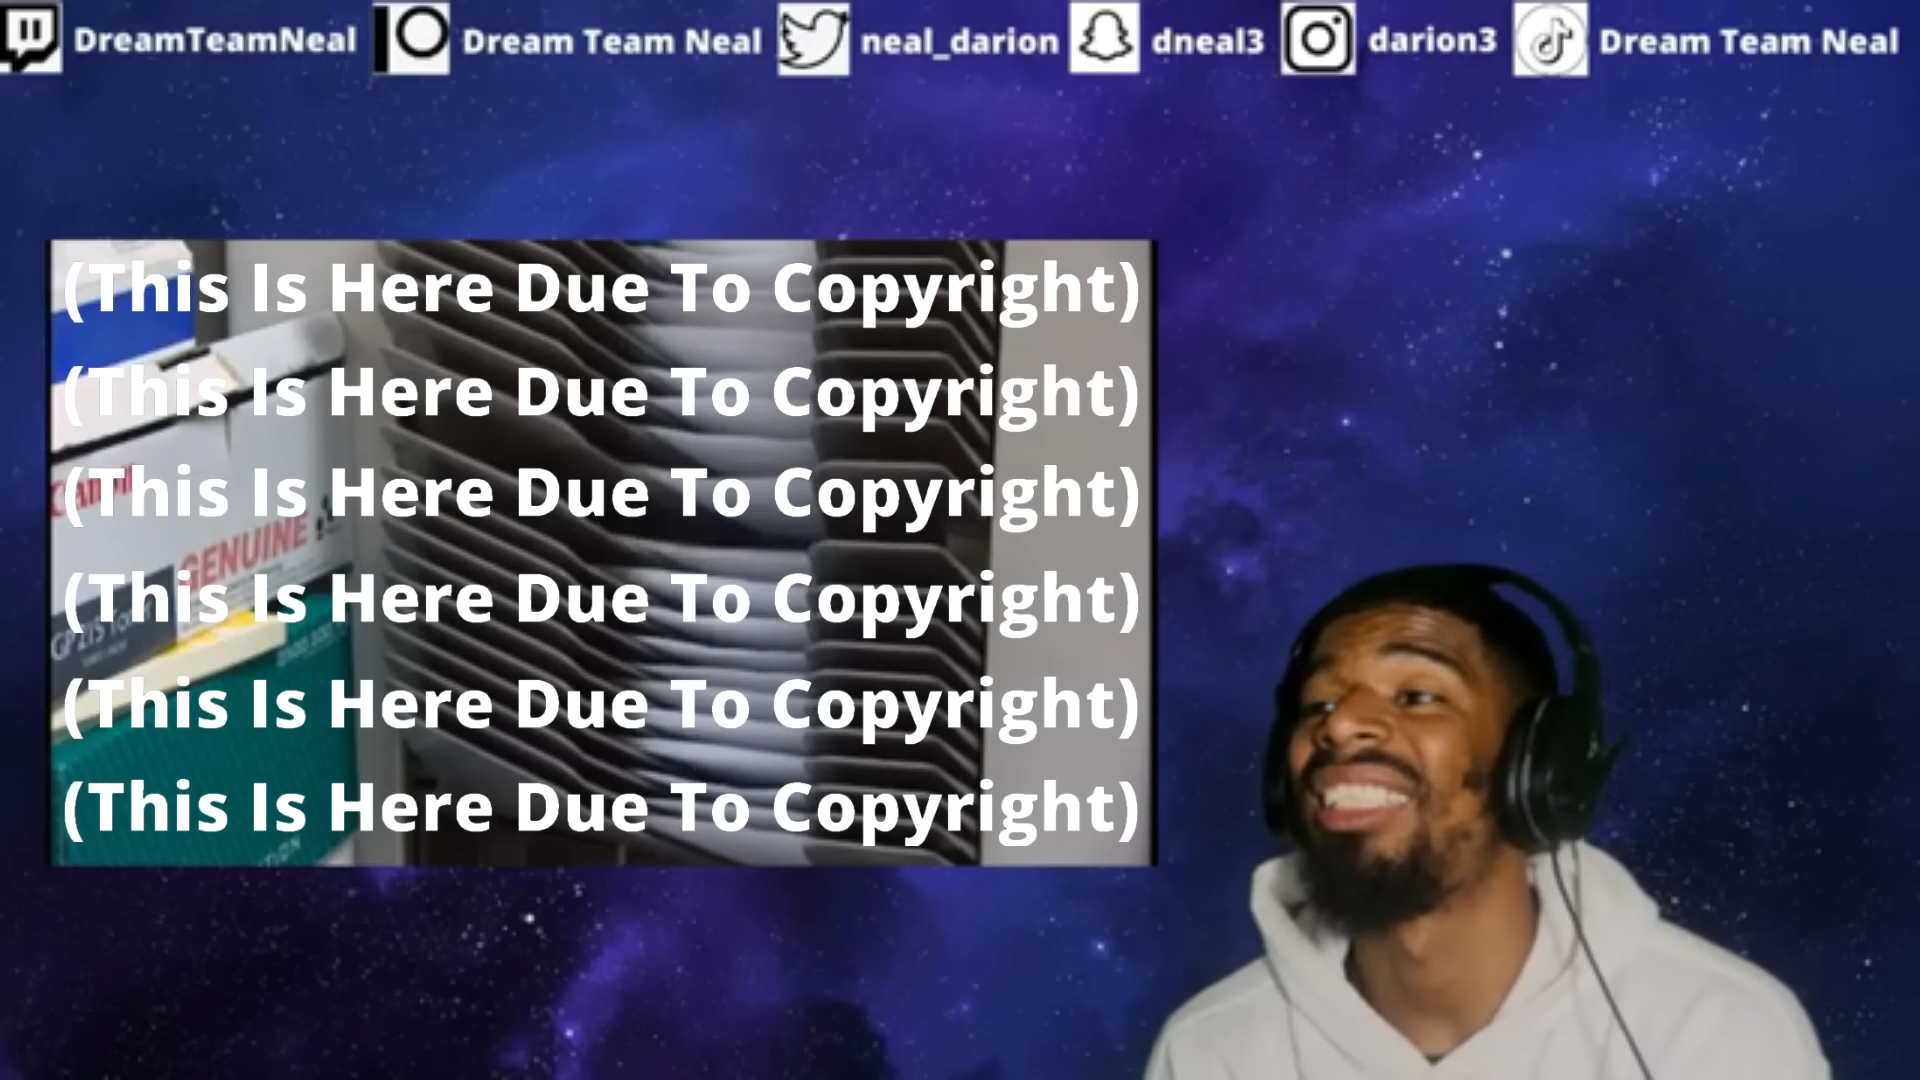 DreamTeamNeal Dream Team Neal neal_darion dneal3 darion3 Dream Team Neal
(This Is Here Due To Copyright)
(This Is Here Due To Copyright)
(This Is Here Due To Copyright)
GENUINE
(This Is Here Due To Copyright)
(This Is Here Due To Copyright)
(This Is Here Due To Copyright)